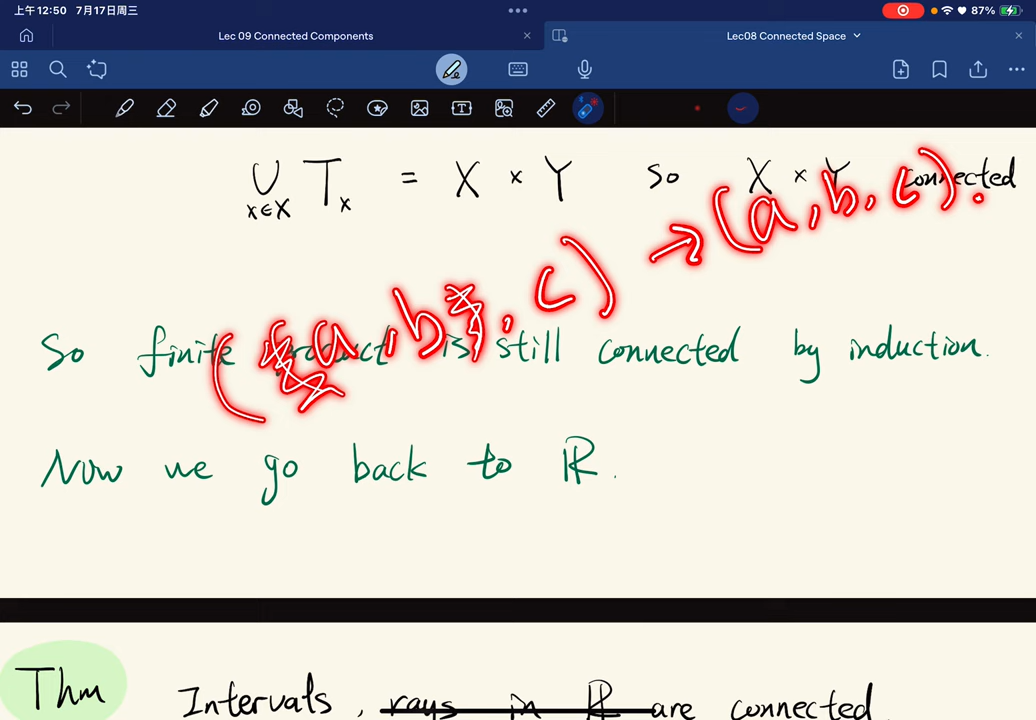 上午12:50 7月17日周三 87%
Lec 09 Connected Components × Lec08 Connected Space ×
∪ T_x = X × Y so X × Y connected
x∈X
→ (a, b, c).
( a, b, c)
So finite product is still connected by induction.
Now we go back to ℝ.
Thm Intervals, rays in ℝ are connected.